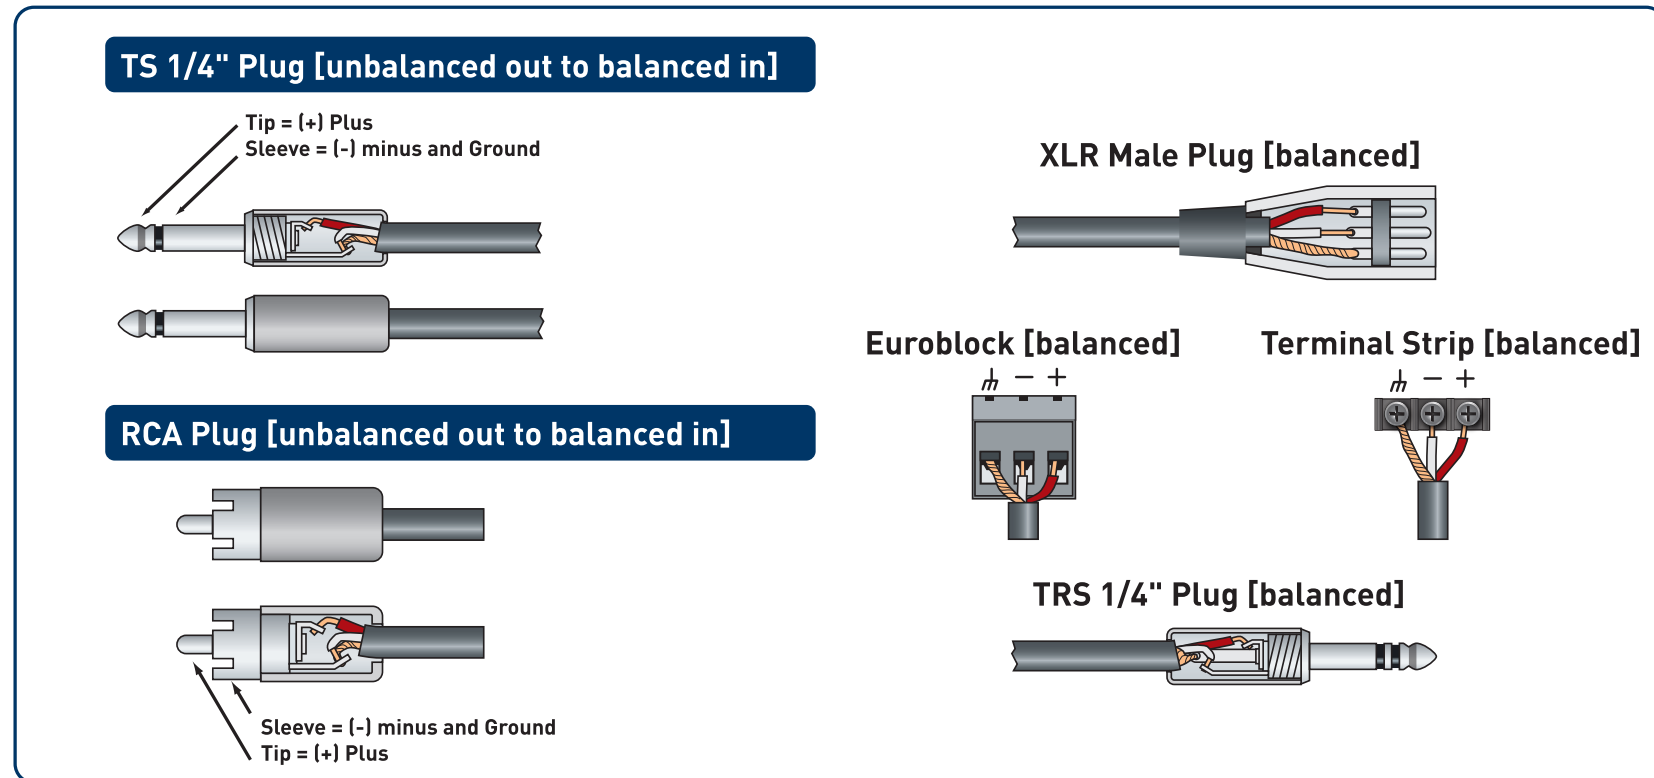 TS 1/4" Plug [unbalanced out to balanced in]
Tip = (+) Plus
Sleeve = (-) minus and Ground
RCA Plug [unbalanced out to balanced in]
Sleeve = (-) minus and Ground
Tip = (+) Plus
XLR Male Plug [balanced]
Euroblock [balanced]
− +
Terminal Strip [balanced]
− +
TRS 1/4" Plug [balanced]